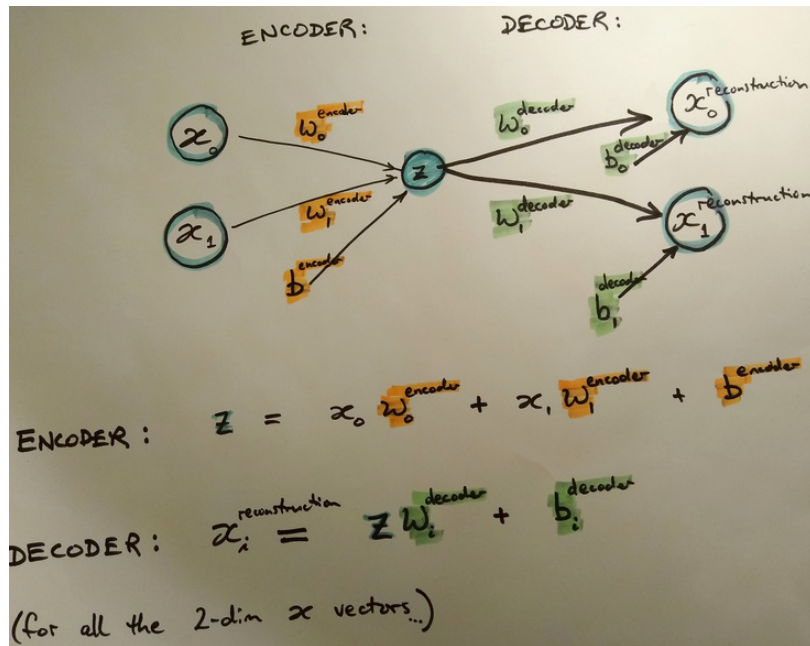 ENCODER: DECODER:
x₀ w₀^encoder w₀^decoder x₀^reconstruction
b₀^decoder
z
x₁ w₁^encoder w₁^decoder x₁^reconstruction
b^encoder b₁^decoder
ENCODER: z = x₀ w₀^encoder + x₁ w₁^encoder + b^encoder
DECODER: xᵢ^reconstruction = z wᵢ^decoder + bᵢ^decoder
(for all the 2-dim x vectors...)